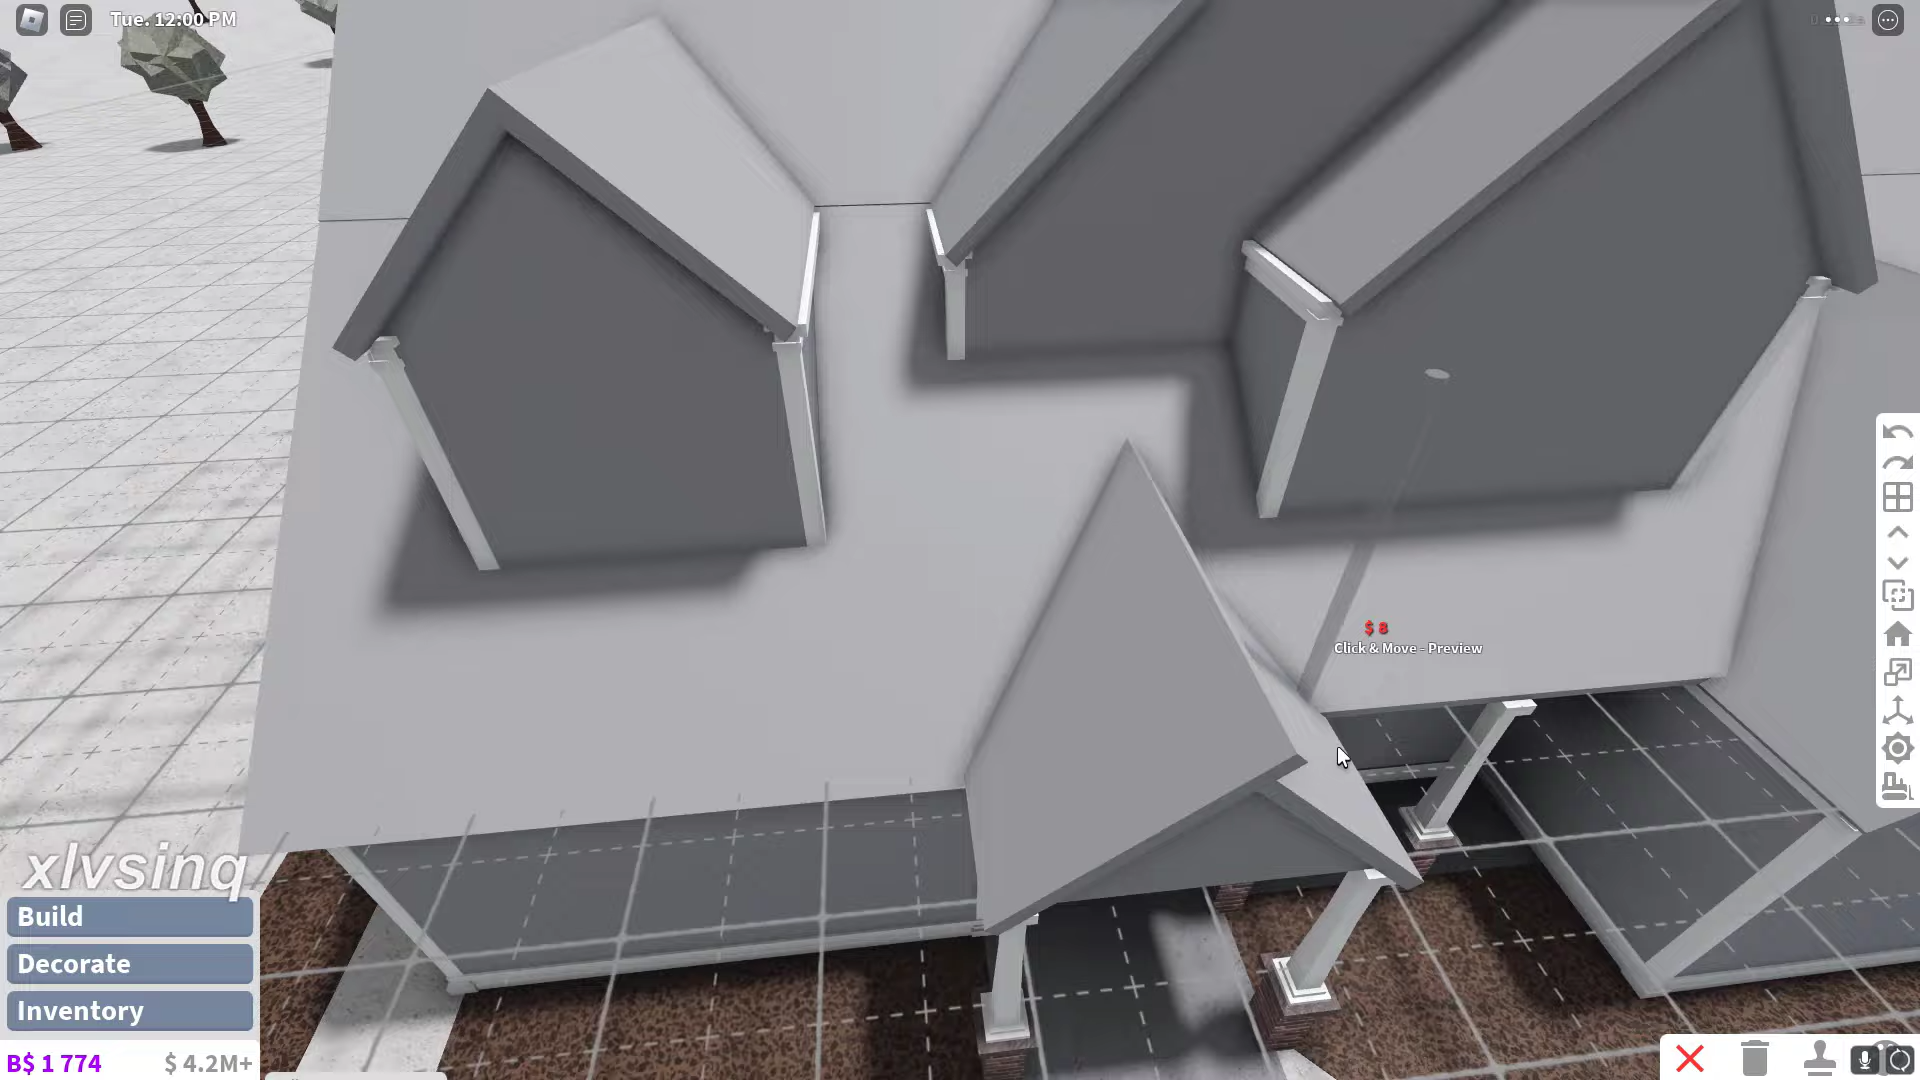 Tue. 12:00 PM
$ 8
Click & Move - Preview
xlvsinq
Build
Decorate
Inventory
B$ 1 774
$ 4.2M+